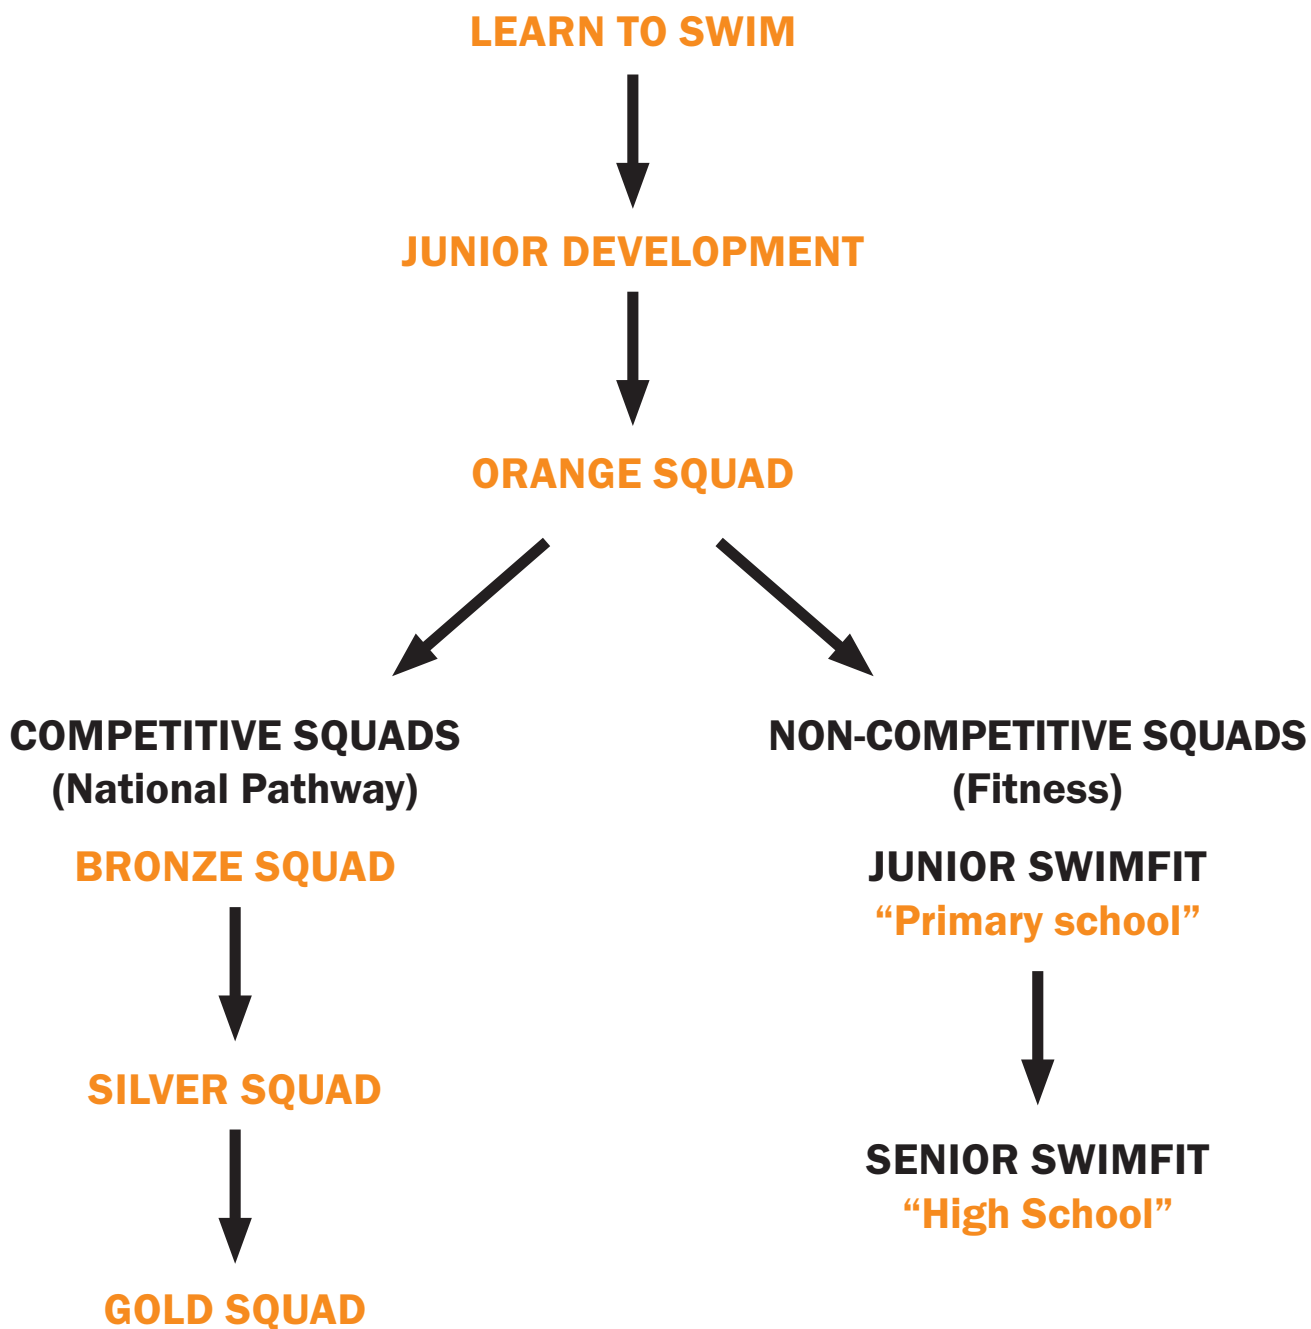 LEARN TO SWIM
JUNIOR DEVELOPMENT
ORANGE SQUAD
COMPETITIVE SQUADS
(National Pathway)
BRONZE SQUAD
SILVER SQUAD
GOLD SQUAD
NON-COMPETITIVE SQUADS
(Fitness)
JUNIOR SWIMFIT
“Primary school”
SENIOR SWIMFIT
“High School”